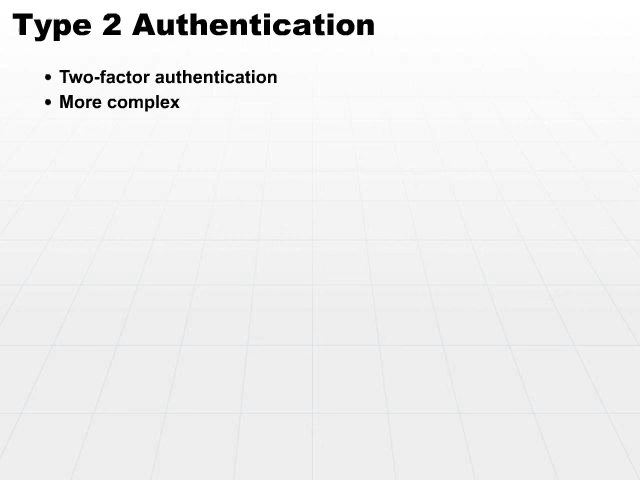 Type 2 Authentication
• Two-factor authentication
• More complex